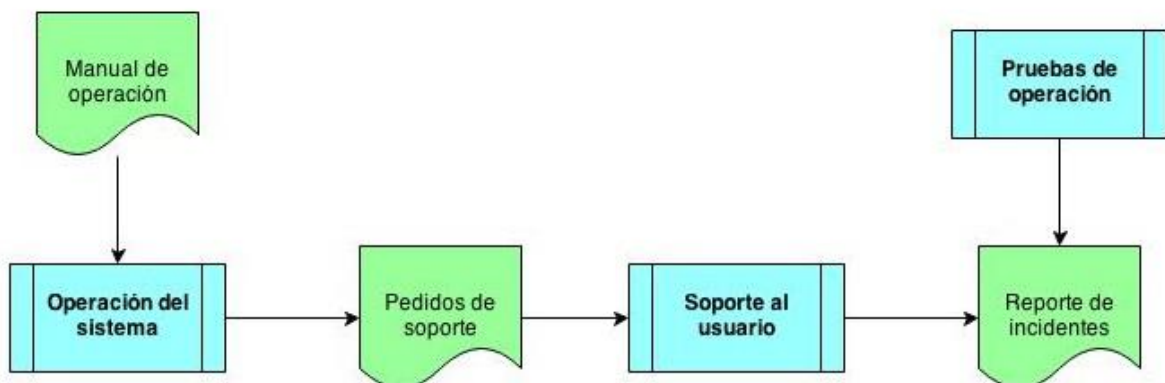 Manual de
operación
Pruebas de
operación
Operación del
sistema
Pedidos de
soporte
Soporte al
usuario
Reporte de
incidentes